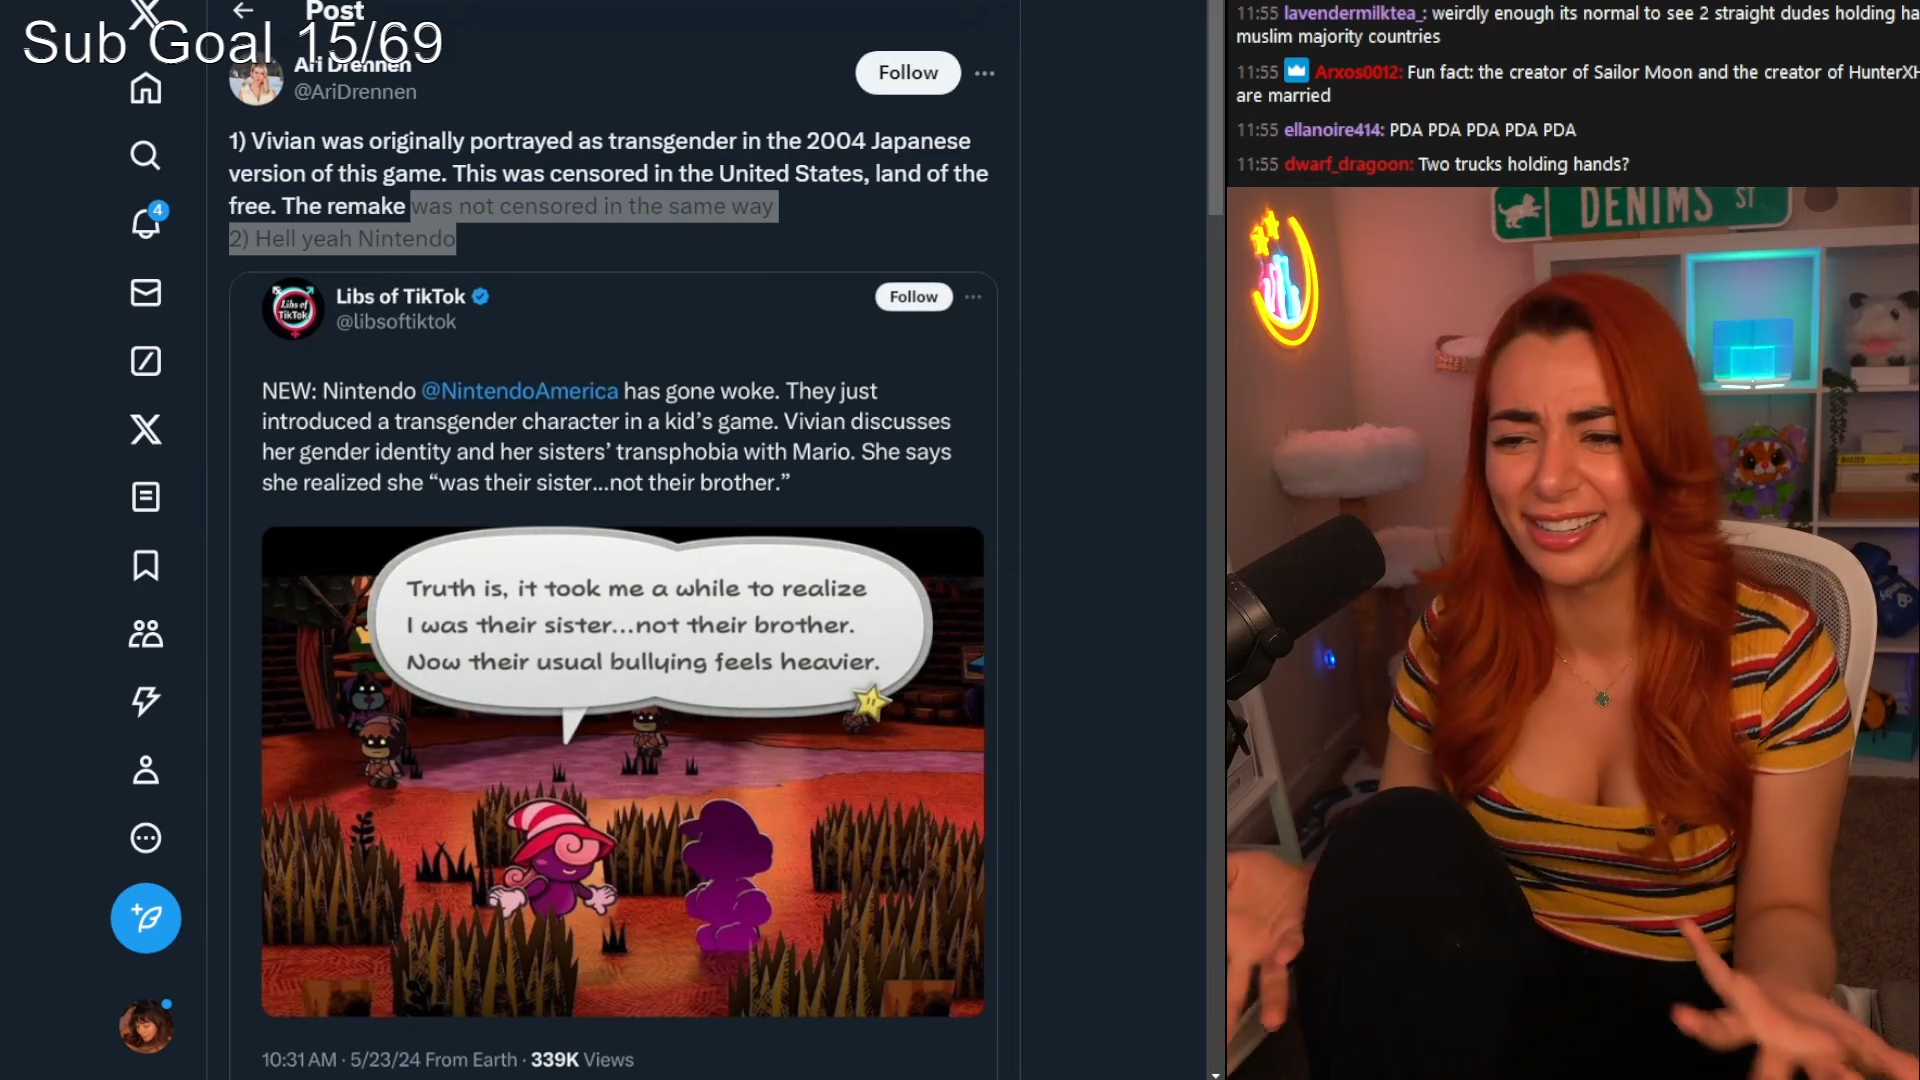 Sub Goal 15/69
Post
Ari Drennen
@AriDrennen
Follow
1) Vivian was originally portrayed as transgender in the 2004 Japanese
version of this game. This was censored in the United States, land of the
free. The remake was not censored in the same way
2) Hell yeah Nintendo
Libs of TikTok
@libsoftiktok
Follow
Libs of
TikTok
NEW: Nintendo @NintendoAmerica has gone woke. They just
introduced a transgender character in a kid’s game. Vivian discusses
her gender identity and her sisters’ transphobia with Mario. She says
she realized she “was their sister...not their brother.”
Truth is, it took me a while to realize
I was their sister...not their brother.
Now their usual bullying feels heavier.
10:31 AM · 5/23/24 From Earth · 339K Views
4
11:55 lavendermilktea_: weirdly enough its normal to see 2 straight dudes holding ha
muslim majority countries
11:55 Arxos0012: Fun fact: the creator of Sailor Moon and the creator of HunterXH
are married
11:55 ellanoire414: PDA PDA PDA PDA PDA
11:55 dwarf_dragoon: Two trucks holding hands?
DENIMS ST